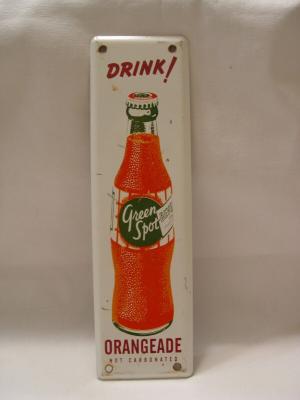 DRINK!
Green
Spot
ORANGEADE
NOT CARBONATED